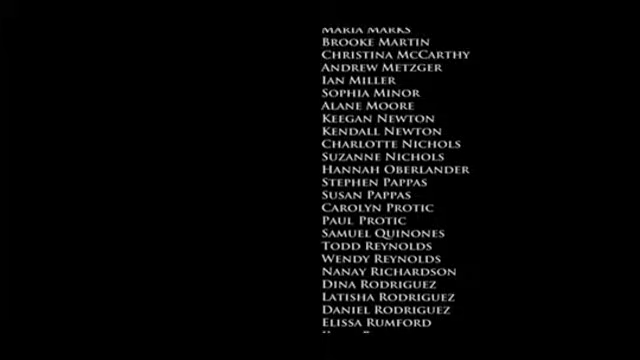 MARIA MARKS
BROOKE MARTIN
CHRISTINA MCCARTHY
ANDREW METZGER
IAN MILLER
SOPHIA MINOR
ALANE MOORE
KEEGAN NEWTON
KENDALL NEWTON
CHARLOTTE NICHOLS
SUZANNE NICHOLS
HANNAH OBERLANDER
STEPHEN PAPPAS
SUSAN PAPPAS
CAROLYN PROTIC
PAUL PROTIC
SAMUEL QUINONES
TODD REYNOLDS
WENDY REYNOLDS
NANAY RICHARDSON
DINA RODRIGUEZ
LATISHA RODRIGUEZ
DANIEL RODRIGUEZ
ELISSA RUMFORD